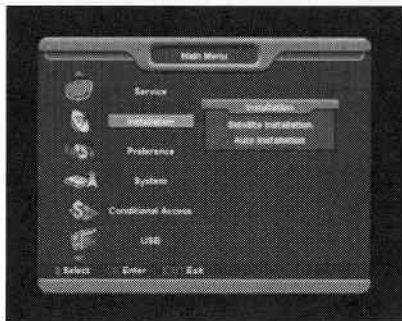 Main Menu
Service
Installation
Installation
Satellite Installation
Auto Installation
Preference
System
Conditional Access
USB
Select Enter Exit